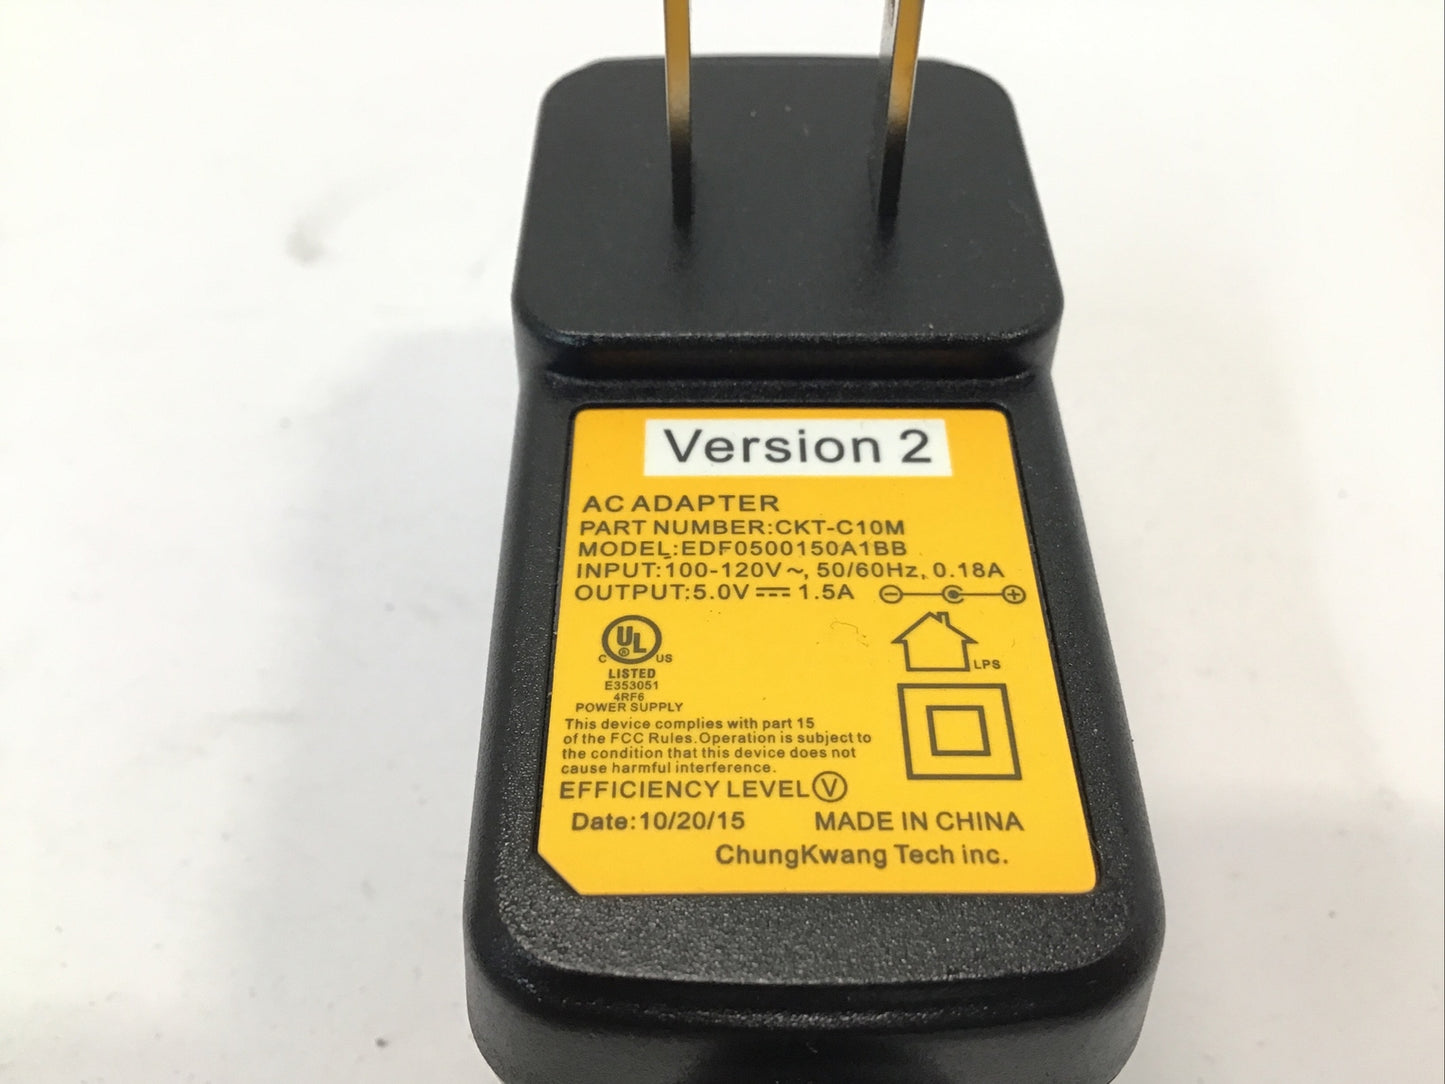 Version 2
AC ADAPTER
PART NUMBER:CKT-C10M
MODEL:EDF0500150A1BB
INPUT:100-120V~, 50/60Hz, 0.18A
OUTPUT:5.0V⎓ 1.5A
UL
®
C US
LISTED
E353051
4RF6
POWER SUPPLY
LPS
This device complies with part 15
of the FCC Rules.Operation is subject to
the condition that this device does not
cause harmful interference.
EFFICIENCY LEVEL Ⓥ
Date:10/20/15 MADE IN CHINA
ChungKwang Tech inc.